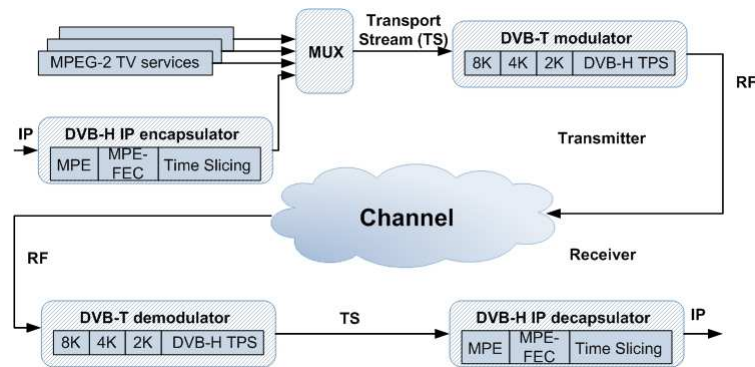 Transport
Stream (TS)
MPEG-2 TV services
MUX
DVB-T modulator
8K 4K 2K DVB-H TPS
RF
IP
DVB-H IP encapsulator
MPE MPE-FEC Time Slicing
Transmitter
Channel
RF
Receiver
DVB-T demodulator
8K 4K 2K DVB-H TPS
TS
DVB-H IP decapsulator
MPE MPE-FEC Time Slicing
IP